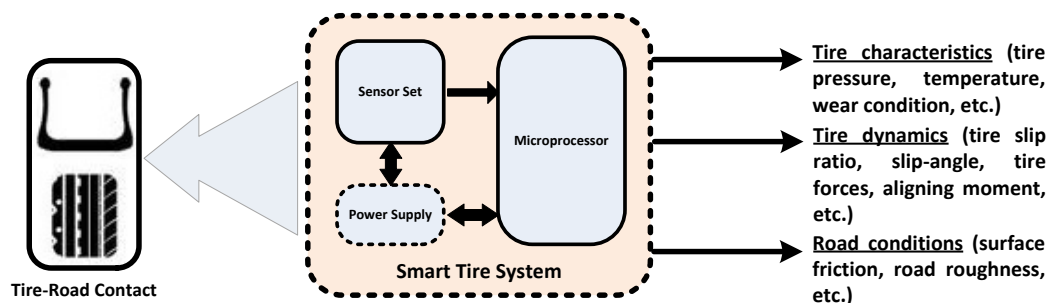 Tire-Road Contact
Sensor Set
Microprocessor
Power Supply
Smart Tire System
Tire characteristics (tire
pressure, temperature,
wear condition, etc.)
Tire dynamics (tire slip
ratio, slip-angle, tire
forces, aligning moment,
etc.)
Road conditions (surface
friction, road roughness,
etc.)